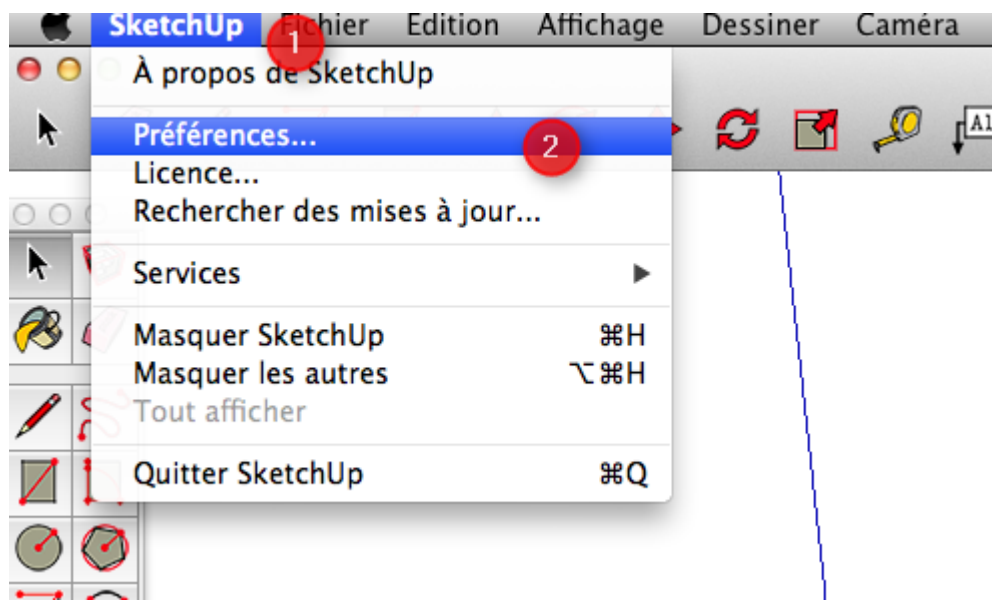 SketchUp Fichier Edition Affichage Dessiner Caméra
1
À propos de SketchUp
Préférences...
2
Licence...
Rechercher des mises à jour...
Services
Masquer SketchUp ⌘H
Masquer les autres ⌥⌘H
Tout afficher
Quitter SketchUp ⌘Q
A1